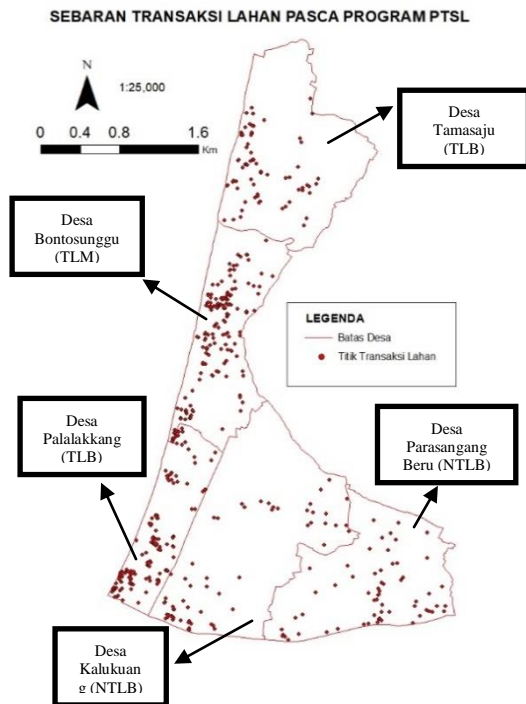 SEBARAN TRANSAKSI LAHAN PASCA PROGRAM PTSL
N
1:25,000
0 0.4 0.8 1.6
Km
Desa
Tamasaju
(TLB)
Desa
Bontosunggu
(TLM)
LEGENDA
Batas Desa
Titik Transaksi Lahan
Desa
Palalakkang
(TLB)
Desa
Parasangang
Beru (NTLB)
Desa
Kalukuan
g (NTLB)